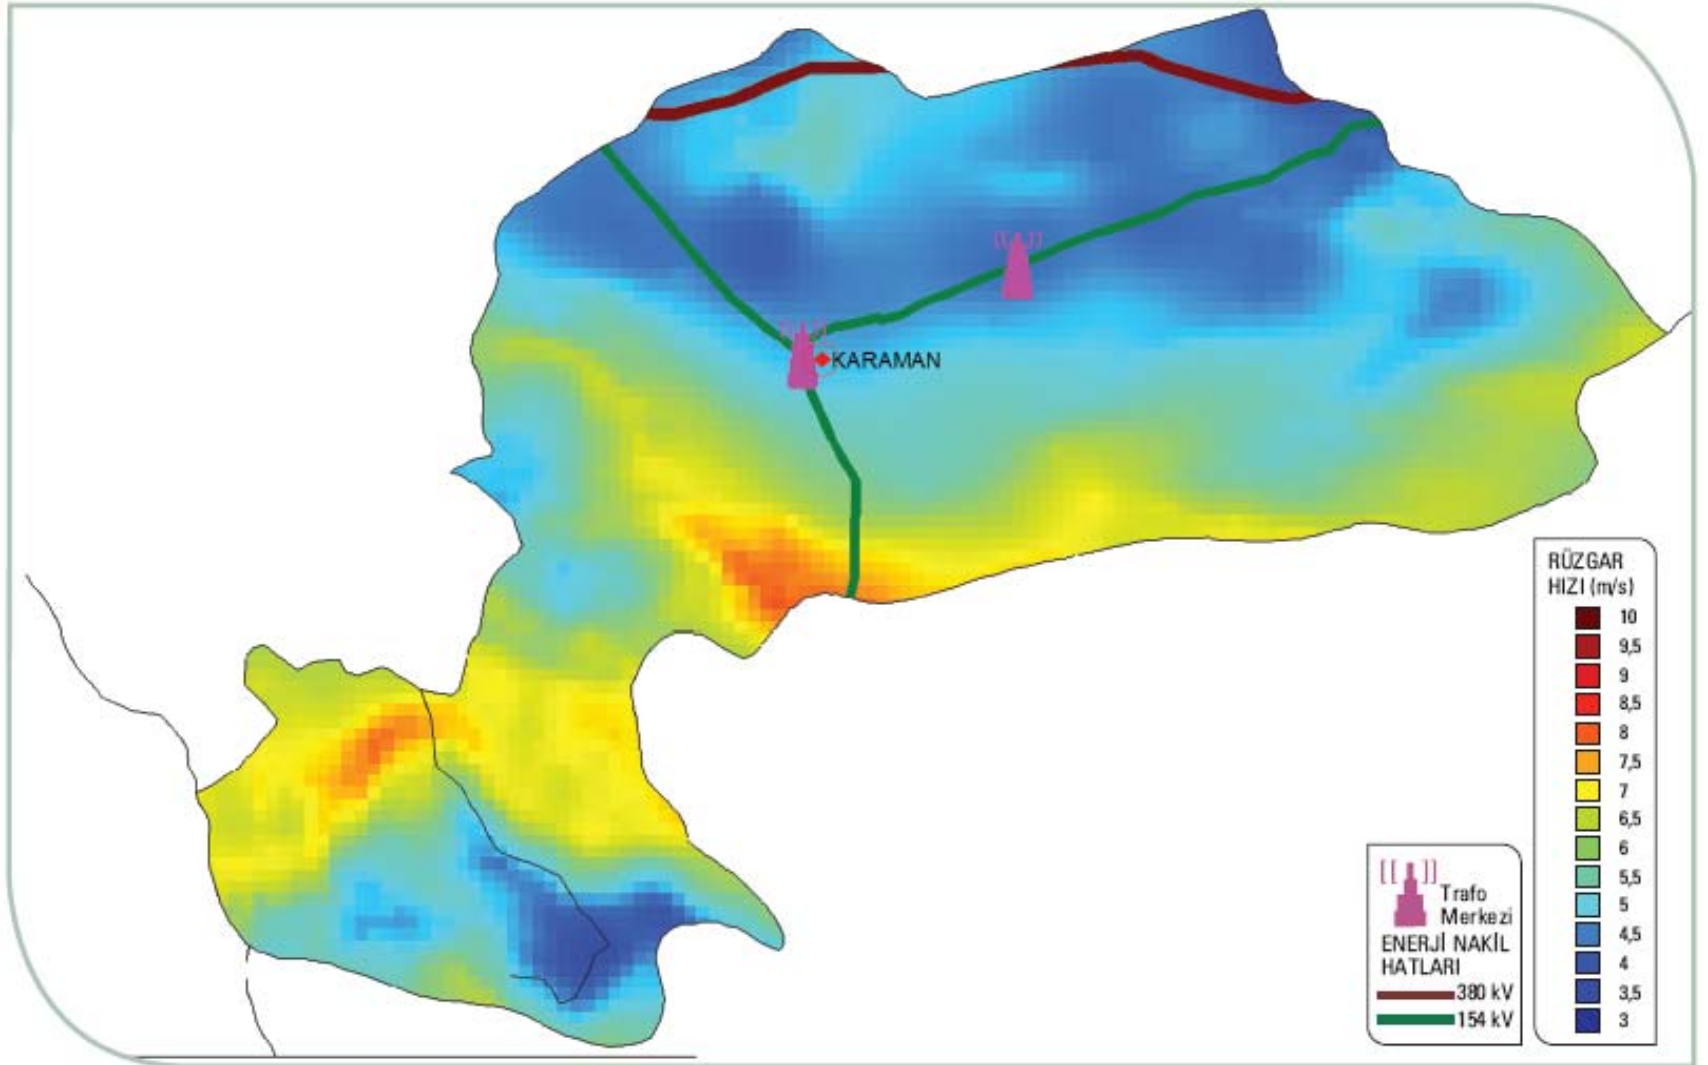 KARAMAN
RÜZGAR
HIZI (m/s)
10
9,5
9
8,5
8
7,5
7
6,5
6
5,5
5
4,5
4
3,5
3
Trafo
Merkezi
ENERJİ NAKİL
HATLARI
380 kV
154 kV